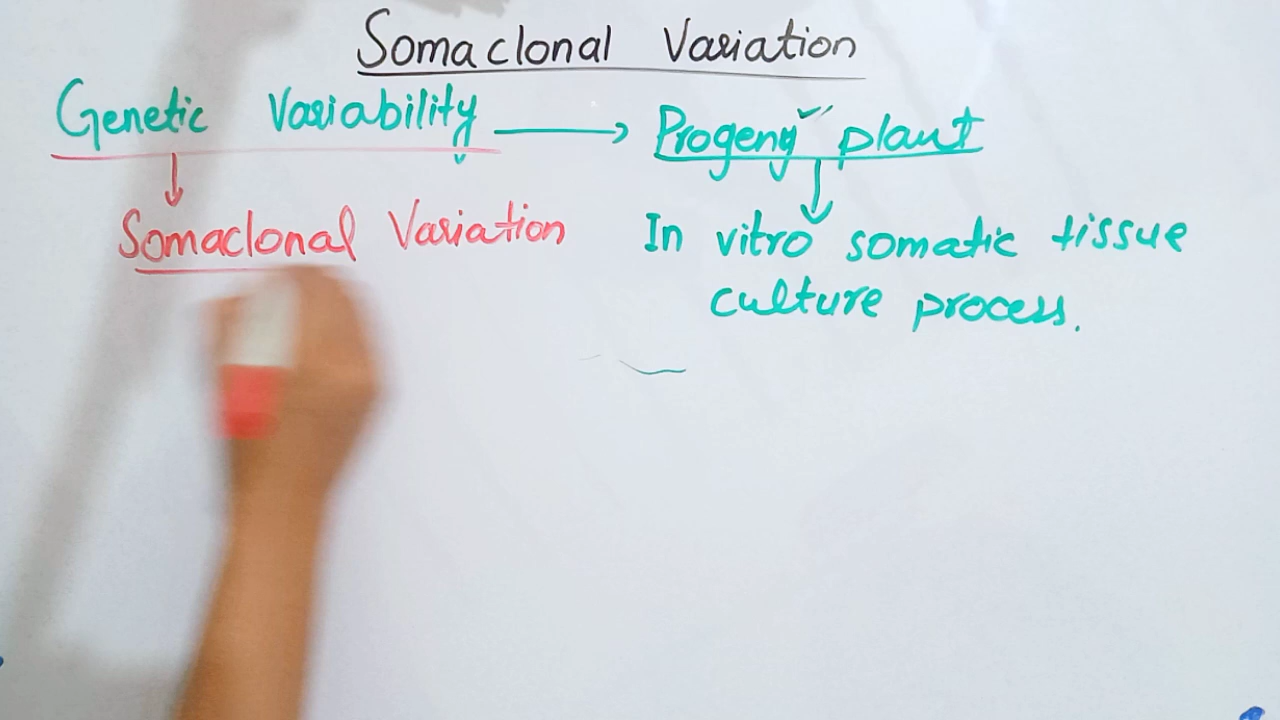 Somaclonal Variation
Genetic Variability → Progeny plant
Somaclonal Variation
In vitro somatic tissue
culture process.